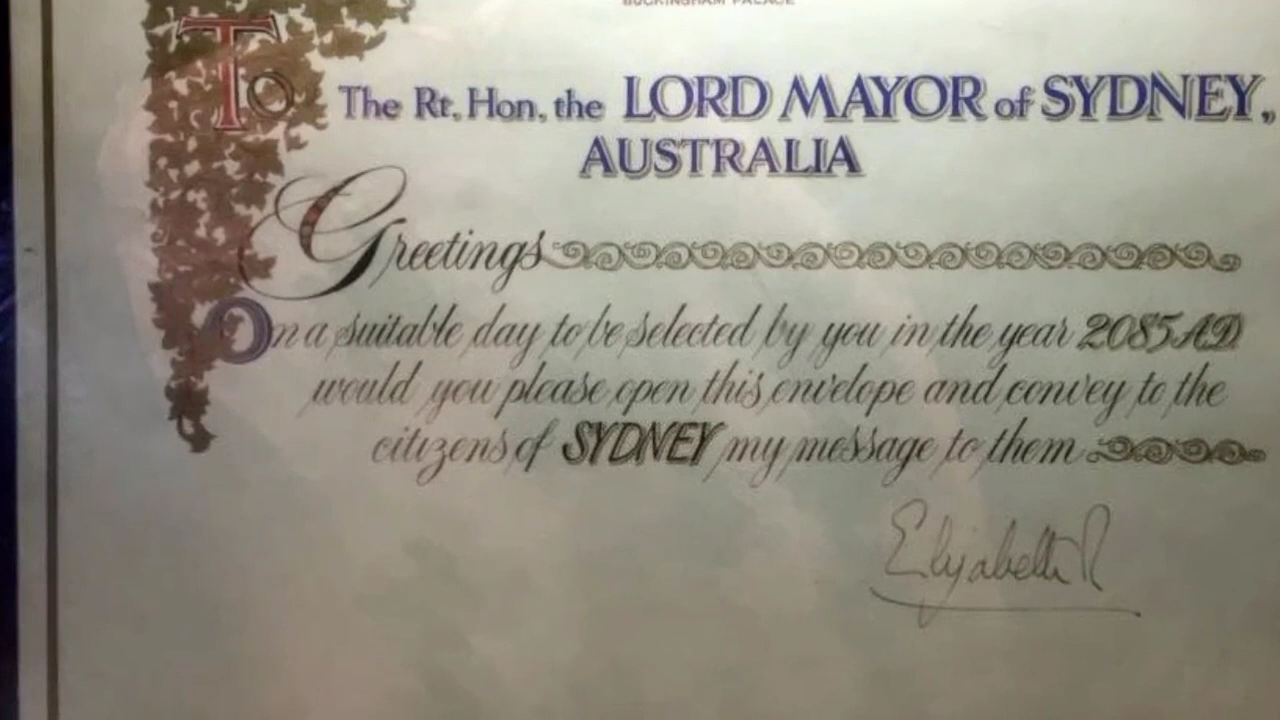 BUCKINGHAM PALACE
To The Rt. Hon. the LORD MAYOR of SYDNEY,
AUSTRALIA
Greetings
On a suitable day to be selected by you in the year 2085 AD
would you please open this envelope and convey to the
citizens of SYDNEY my message to them
Elizabeth R